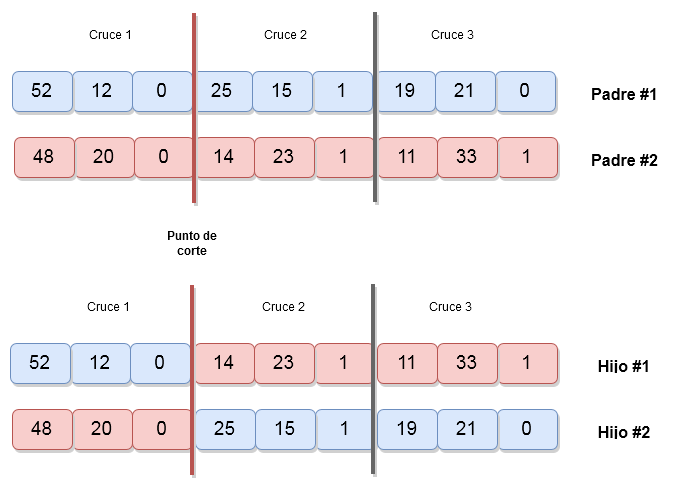 Cruce 1 Cruce 2 Cruce 3
52 12 0 25 15 1 19 21 0 Padre #1
48 20 0 14 23 1 11 33 1 Padre #2
Punto de
corte
Cruce 1 Cruce 2 Cruce 3
52 12 0 14 23 1 11 33 1 Hijo #1
48 20 0 25 15 1 19 21 0 Hijo #2